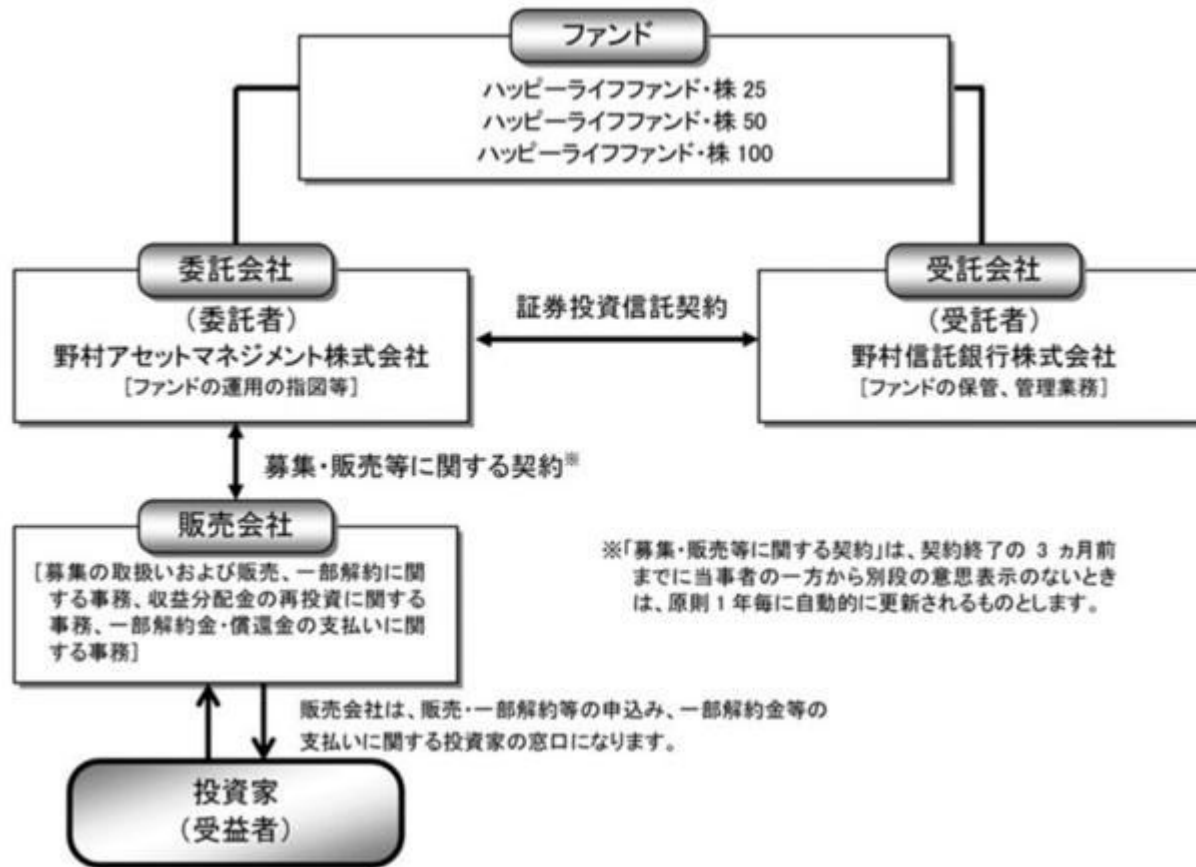 ファンド
ハッピーライフファンド・株 25
ハッピーライフファンド・株 50
ハッピーライフファンド・株 100
委託会社
（委託者）
野村アセットマネジメント株式会社
［ファンドの運用の指図等］
証券投資信託契約
受託会社
（受託者）
野村信託銀行株式会社
［ファンドの保管、管理業務］
募集・販売等に関する契約※
販売会社
［募集の取扱いおよび販売、一部解約に関
する事務、収益分配金の再投資に関する
事務、一部解約金・償還金の支払いに関
する事務］
※「募集・販売等に関する契約」は、契約終了の 3 ヵ月前
までに当事者の一方から別段の意思表示のないとき
は、原則 1 年毎に自動的に更新されるものとします。
販売会社は、販売・一部解約等の申込み、一部解約金等の
支払いに関する投資家の窓口になります。
投資家
（受益者）